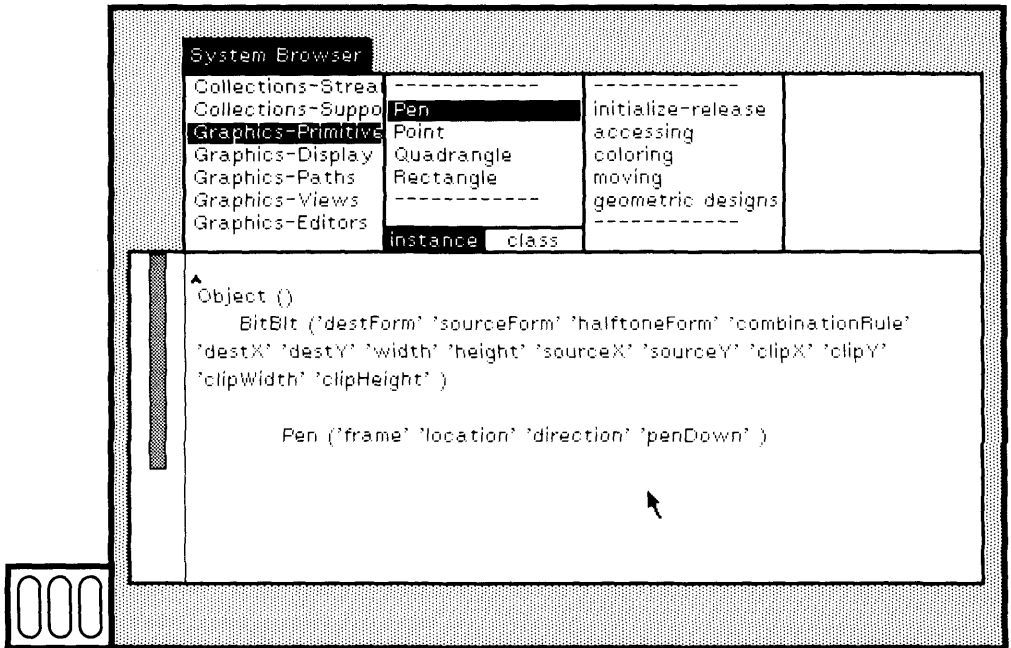 System Browser
Collections-Strea
Collections-Suppo
Graphics-Primitive
Graphics-Display
Graphics-Paths
Graphics-Views
Graphics-Editors
------------
Pen
Point
Quadrangle
Rectangle
------------
instance class
------------
initialize-release
accessing
coloring
moving
geometric designs
------------
Object ()
BitBlt ('destForm' 'sourceForm' 'halftoneForm' 'combinationRule'
'destX' 'destY' 'width' 'height' 'sourceX' 'sourceY' 'clipX' 'clipY'
'clipWidth' 'clipHeight' )
Pen ('frame' 'location' 'direction' 'penDown' )